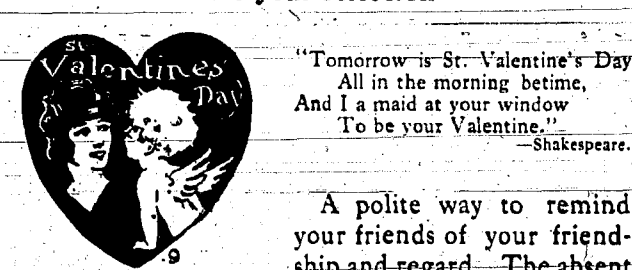 St
Valentines
Day
.9
"Tomorrow is St. Valentine's Day
All in the morning betime,
And I a maid at your window
To be your Valentine."
—Shakespeare.
A polite way to remind
your friends of your friend-
ship and regard. The absent